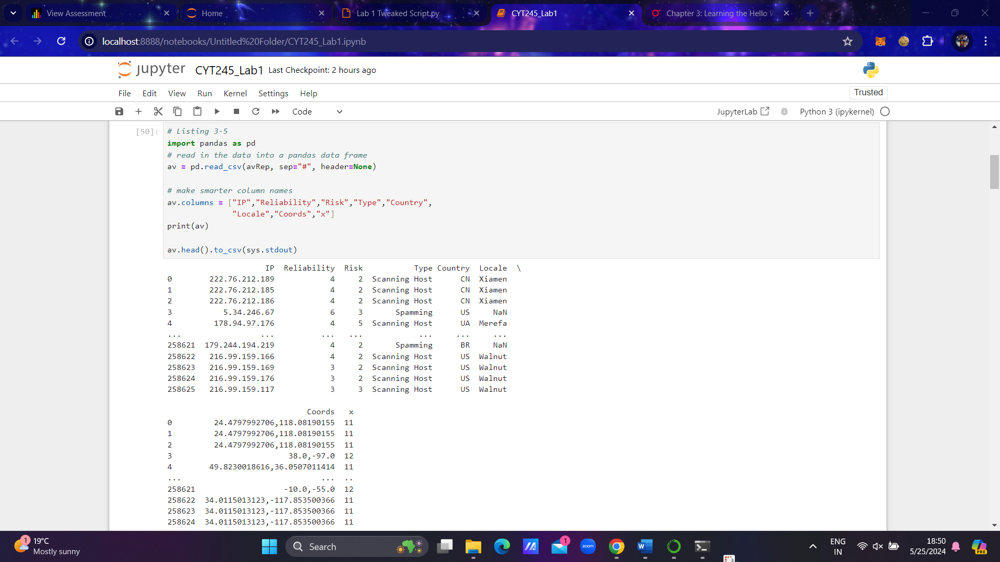 View Assessment
Home
Lab 1 Tweaked Script.py
CYT245_Lab1
Chapter 3: Learning the Hello W
localhost:8888/notebooks/Untitled%20Folder/CYT245_Lab1.ipynb
jupyter CYT245_Lab1 Last Checkpoint: 2 hours ago
File Edit View Run Kernel Settings Help
Trusted
Code
JupyterLab
Python 3 (ipykernel)
[50]: # Listing 3-5
import pandas as pd
# read in the data into a pandas data frame
av = pd.read_csv(avRep, sep="#", header=None)
# make smarter column names
av.columns = ["IP","Reliability","Risk","Type","Country",
"Locale","Coords","x"]
print(av)
av.head().to_csv(sys.stdout)
IP Reliability Risk Type Country Locale \
0 222.76.212.189 4 2 Scanning Host CN Xiamen
1 222.76.212.185 4 2 Scanning Host CN Xiamen
2 222.76.212.186 4 2 Scanning Host CN Xiamen
3 5.34.246.67 6 3 Spamming US NaN
4 178.94.97.176 4 5 Scanning Host UA Merefa
... ... ... ... ... ... ...
258621 179.244.194.219 4 2 Spamming BR NaN
258622 216.99.159.166 4 2 Scanning Host US Walnut
258623 216.99.159.169 3 2 Scanning Host US Walnut
258624 216.99.159.176 3 2 Scanning Host US Walnut
258625 216.99.159.117 3 3 Scanning Host US Walnut
Coords x
0 24.4797992706,118.08190155 11
1 24.4797992706,118.08190155 11
2 24.4797992706,118.08190155 11
3 38.0,-97.0 12
4 49.8230018616,36.0507011414 11
... ... ..
258621 -10.0,-55.0 12
258622 34.0115013123,-117.853500366 11
258623 34.0115013123,-117.853500366 11
258624 34.0115013123,-117.853500366 11
1
19°C
Mostly sunny
Search
1
zoom
W
ENG
IN
18:50
5/25/2024
PRE